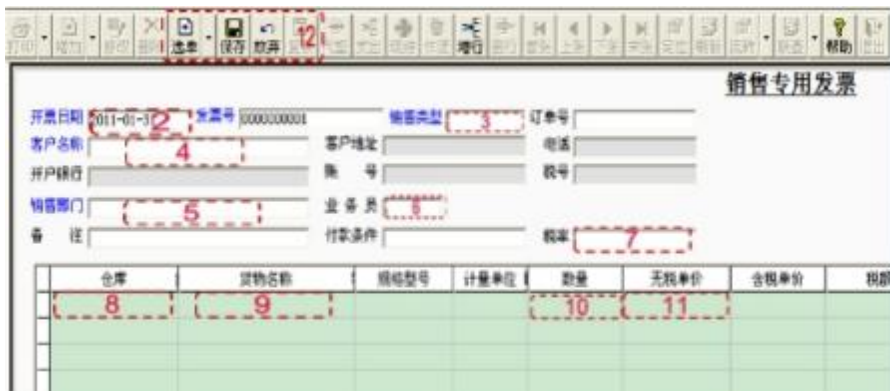 选单 保存 放弃 12 增行 帮助
销售专用发票
开票日期 2011-01-3 2 发票号 0000000001 销售类型 3 订单号
客户名称 4 客户地址 电话
开户银行 账 号 税号
销售部门 5 业 务 员 6
备 注 付款条件 税率 7
仓库 货物名称 规格型号 计量单位 数量 无税单价 含税单价 税额
8 9 10 11